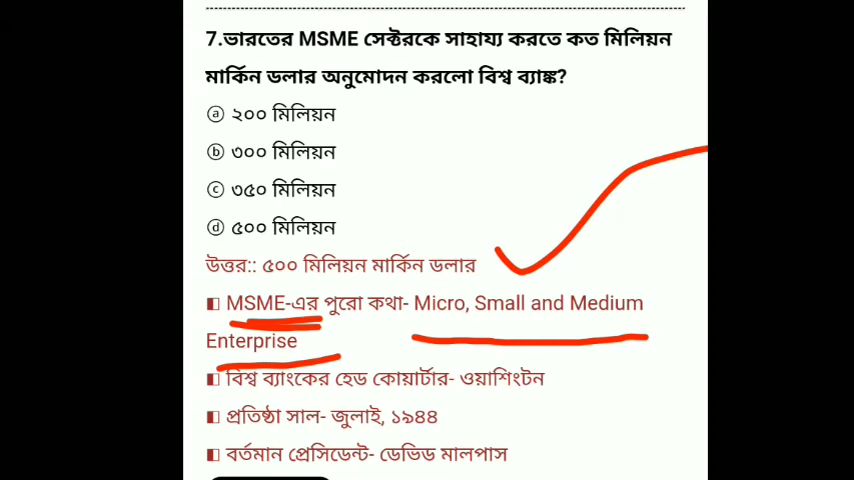 7.ভারতের MSME সেক্টরকে সাহায্য করতে কত মিলিয়ন
মার্কিন ডলার অনুমোদন করলো বিশ্ব ব্যাঙ্ক?
ⓐ ২০০ মিলিয়ন
ⓑ ৩০০ মিলিয়ন
ⓒ ৩৫০ মিলিয়ন
ⓓ ৫০০ মিলিয়ন
উত্তর:: ৫০০ মিলিয়ন মার্কিন ডলার
◧ MSME-এর পুরো কথা- Micro, Small and Medium
Enterprise
◧ বিশ্ব ব্যাংকের হেড কোয়ার্টার- ওয়াশিংটন
◧ প্রতিষ্ঠা সাল- জুলাই, ১৯৪৪
◧ বর্তমান প্রেসিডেন্ট- ডেভিড মালপাস